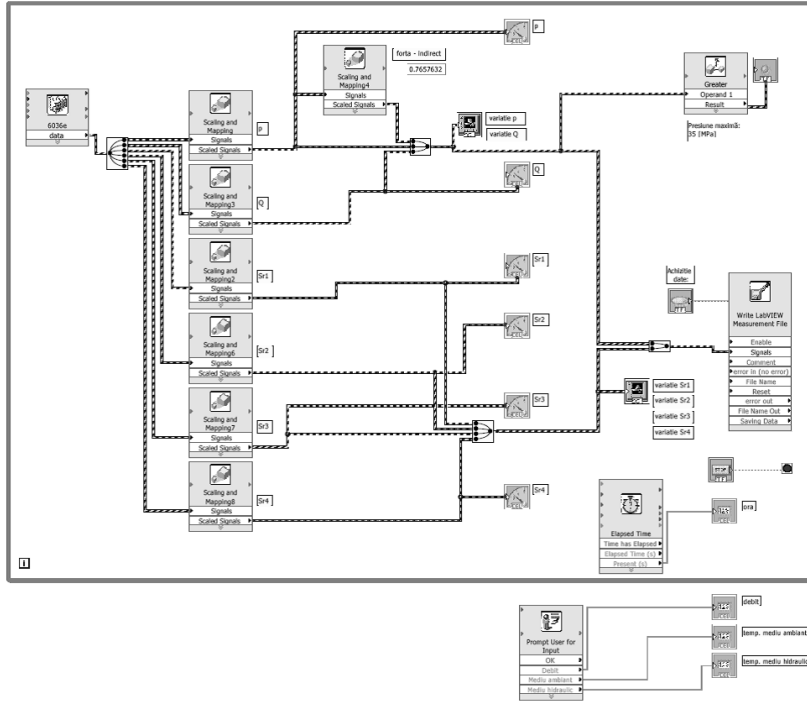 6036e
data
Scaling and
Mapping
Signals
Scaled Signals
p
Scaling and
Mapping3
Signals
Scaled Signals
Q
Scaling and
Mapping2
Signals
Scaled Signals
Sr1
Scaling and
Mapping6
Signals
Scaled Signals
Sr2
Scaling and
Mapping7
Signals
Scaled Signals
Sr3
Scaling and
Mapping8
Signals
Scaled Signals
Sr4
Scaling and
Mapping4
Signals
Scaled Signals
forta - Indirect
0.7657632
p
variatie p
variatie Q
Q
Sr1
Sr2
Sr3
Sr4
Greater
Operand 1
Result
Presiune maximă:
35 [MPa]
Achizitie
date:
TF
Write LabVIEW
Measurement File
Enable
Signals
Comment
error in (no error)
File Name
Reset
error out
File Name Out
Saving Data
variatie Sr1
variatie Sr2
variatie Sr3
variatie Sr4
STOP
TF
Elapsed Time
Time has Elapsed
Elapsed Time (s)
Present (s)
ora
i
Prompt User for
Input
OK
Debit
Mediu ambiant
Mediu hidraulic
debit
temp. mediu ambiant
temp. mediu hidraulic